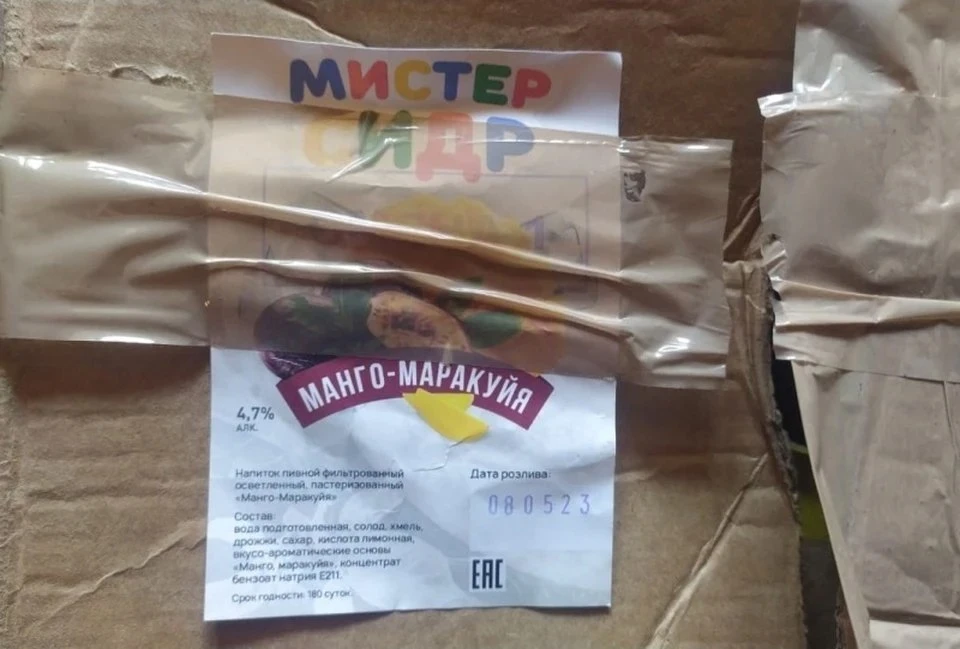 МИСТЕР
СИДР
МАНГО-МАРАКУЙЯ
4,7%
АЛК.
Напиток пивной фильтрованный
осветленный, пастеризованный
«Манго-Маракуйя»
Состав:
вода подготовленная, солод, хмель,
дрожжи, сахар, кислота лимонная,
вкусо-ароматические основы
«Манго, маракуйя», концентрат
бензоат натрия Е211.
Срок годности: 180 суток.
Дата розлива:
080523
ЕАС